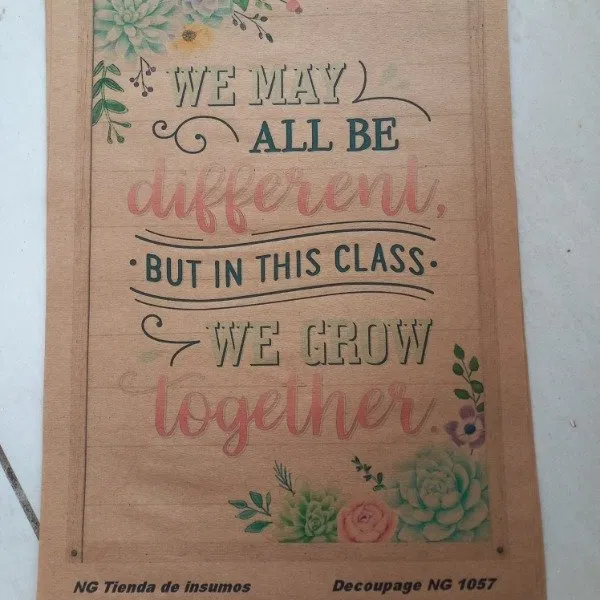 WE MAY
ALL BE
different,
• BUT IN THIS CLASS •
WE GROW
together.
NG Tienda de insumos Decoupage NG 1057